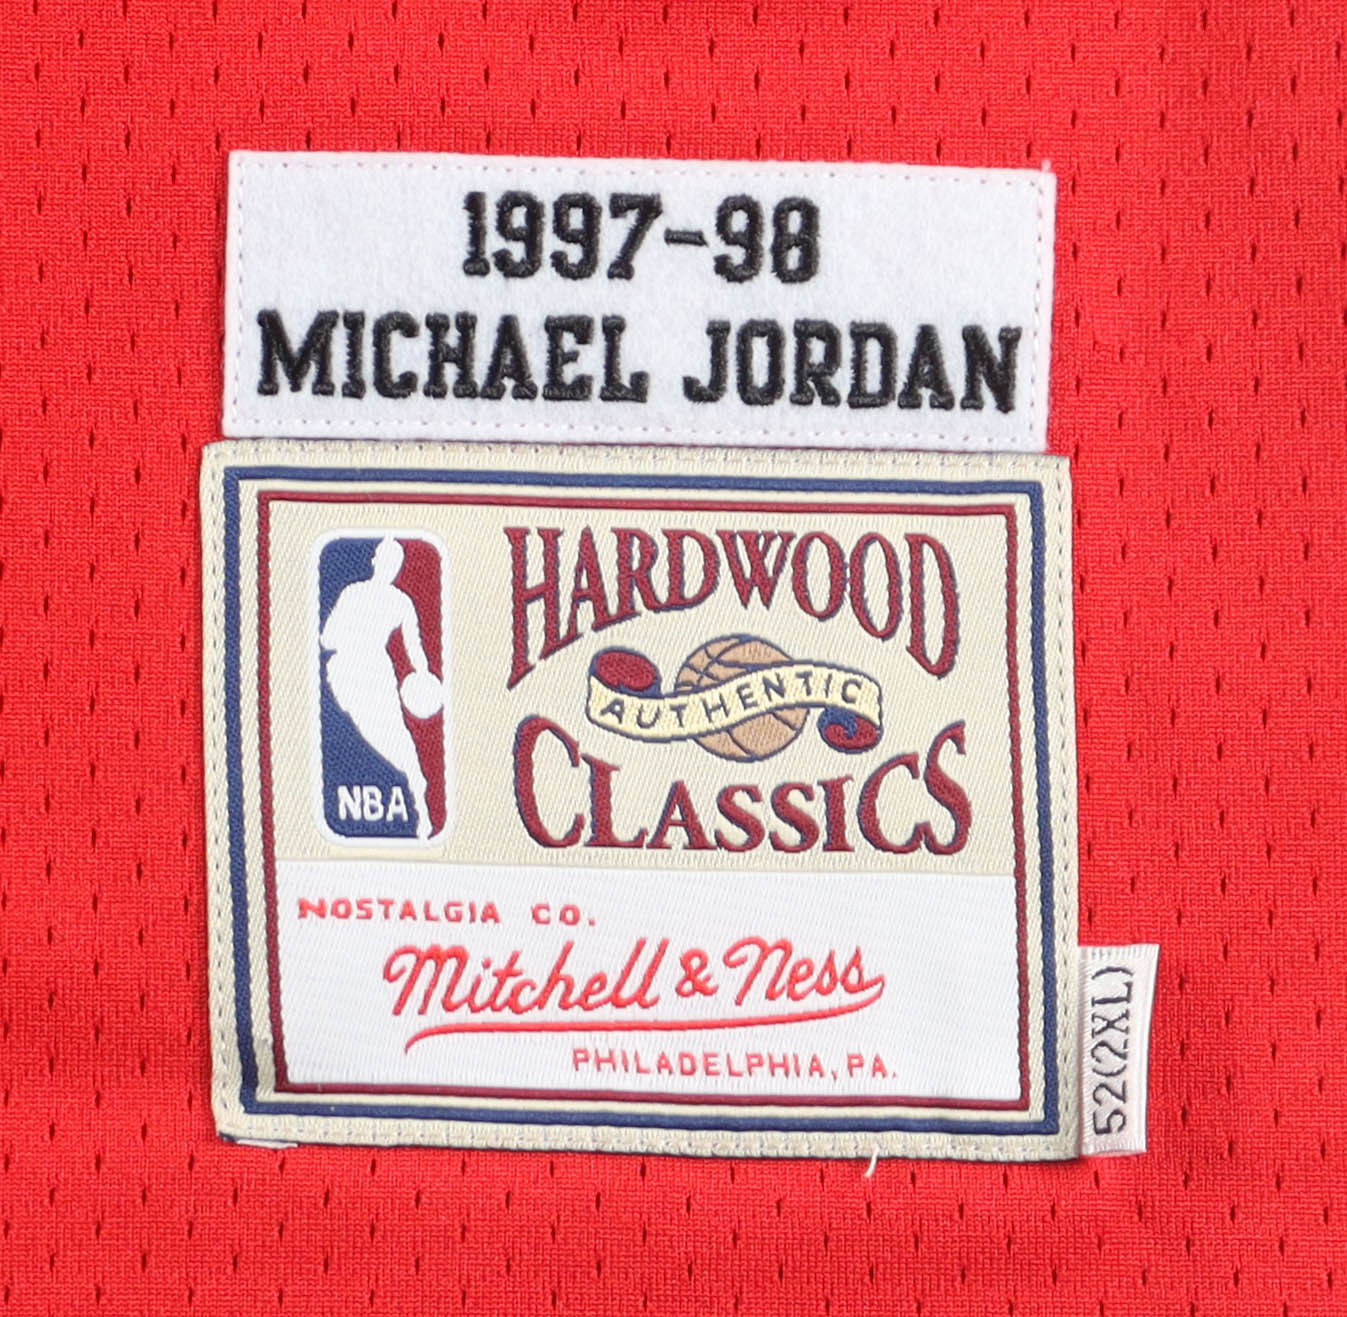 1997-98
MICHAEL JORDAN
HARDWOOD
AUTHENTIC
CLASSICS
NBA
NOSTALGIA CO.
Mitchell & Ness
PHILADELPHIA, PA.
52(2XL)